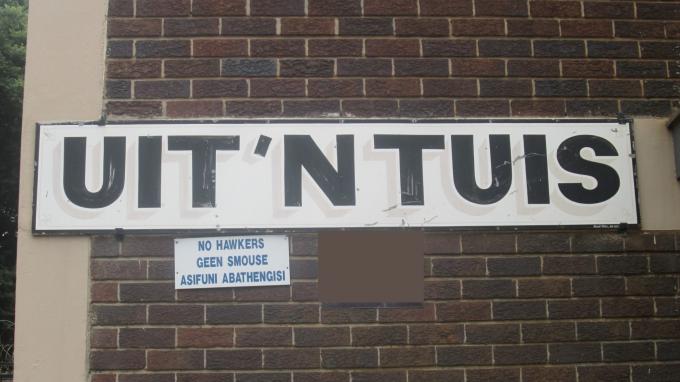 UIT 'N TUIS
NO HAWKERS
GEEN SMOUSE
ASIFUNI ABATHENGISI